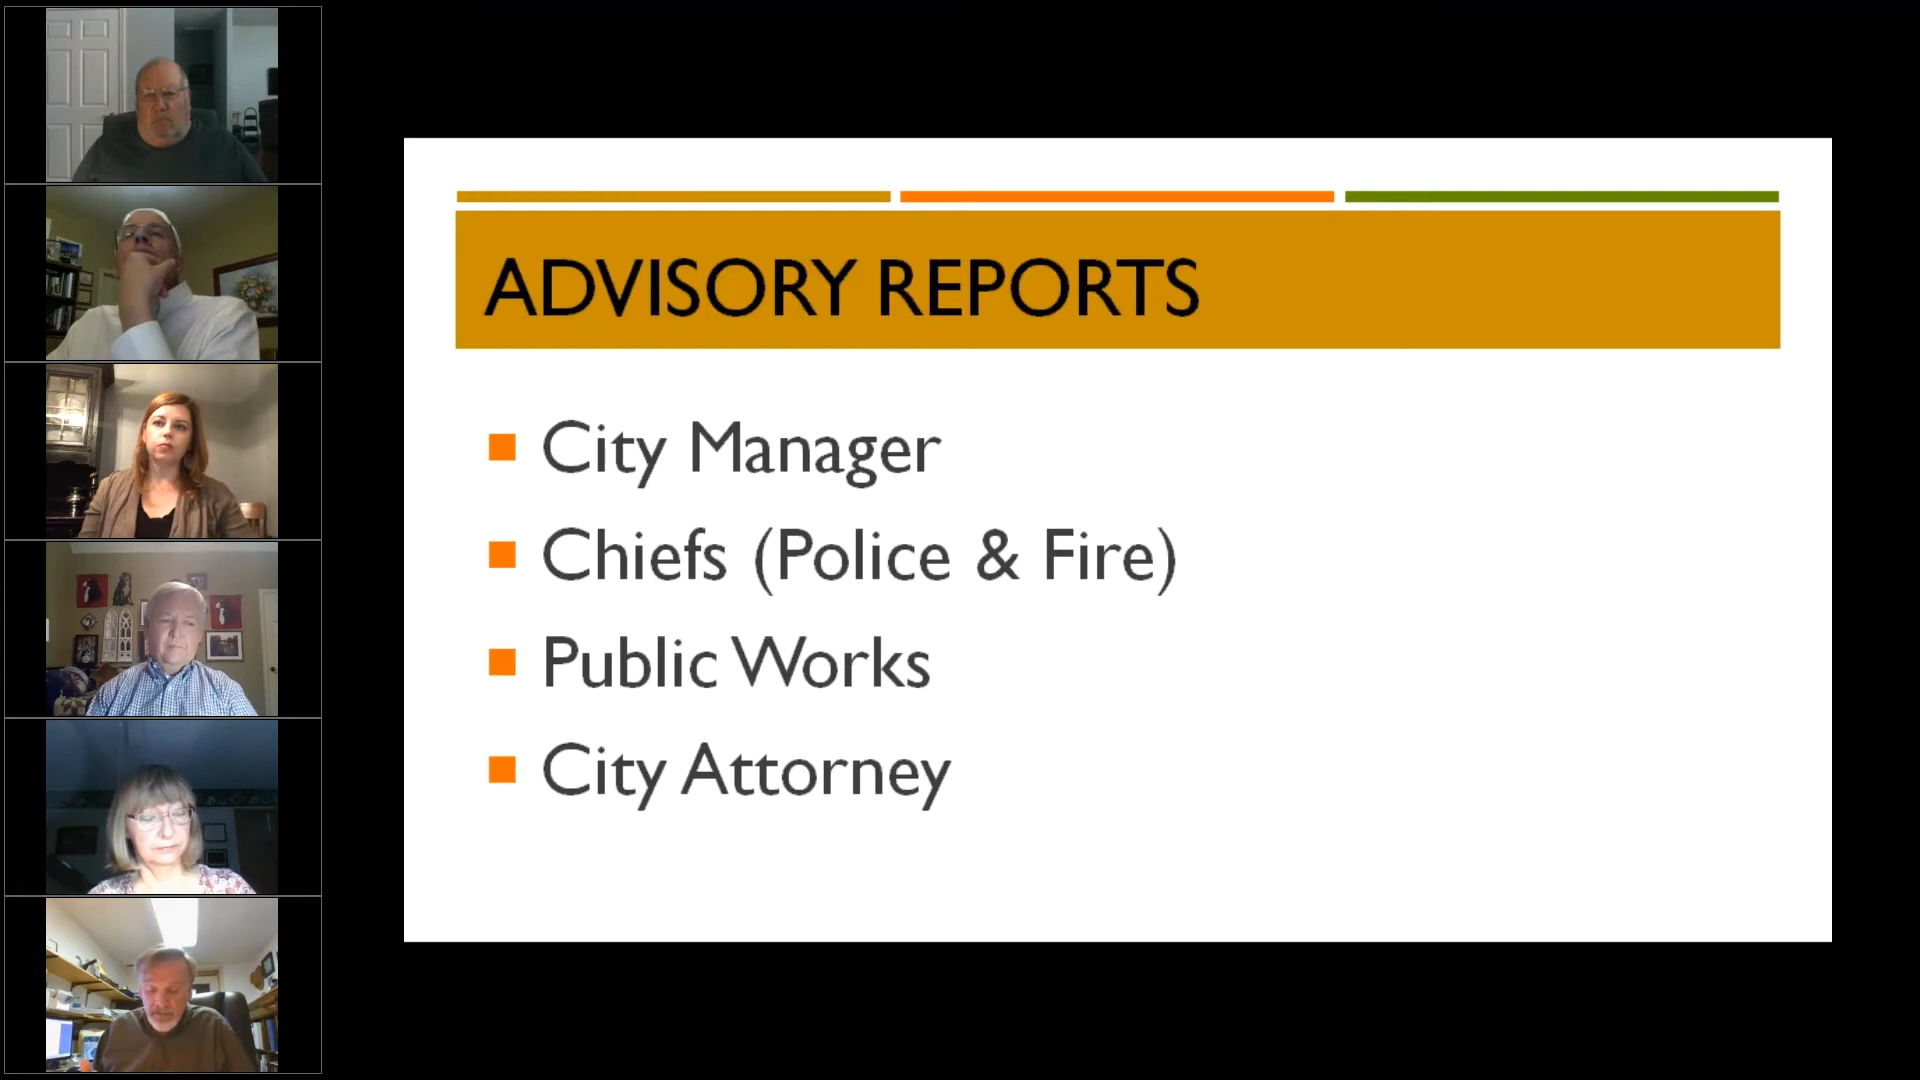 ADVISORY REPORTS
City Manager
Chiefs (Police & Fire)
Public Works
City Attorney